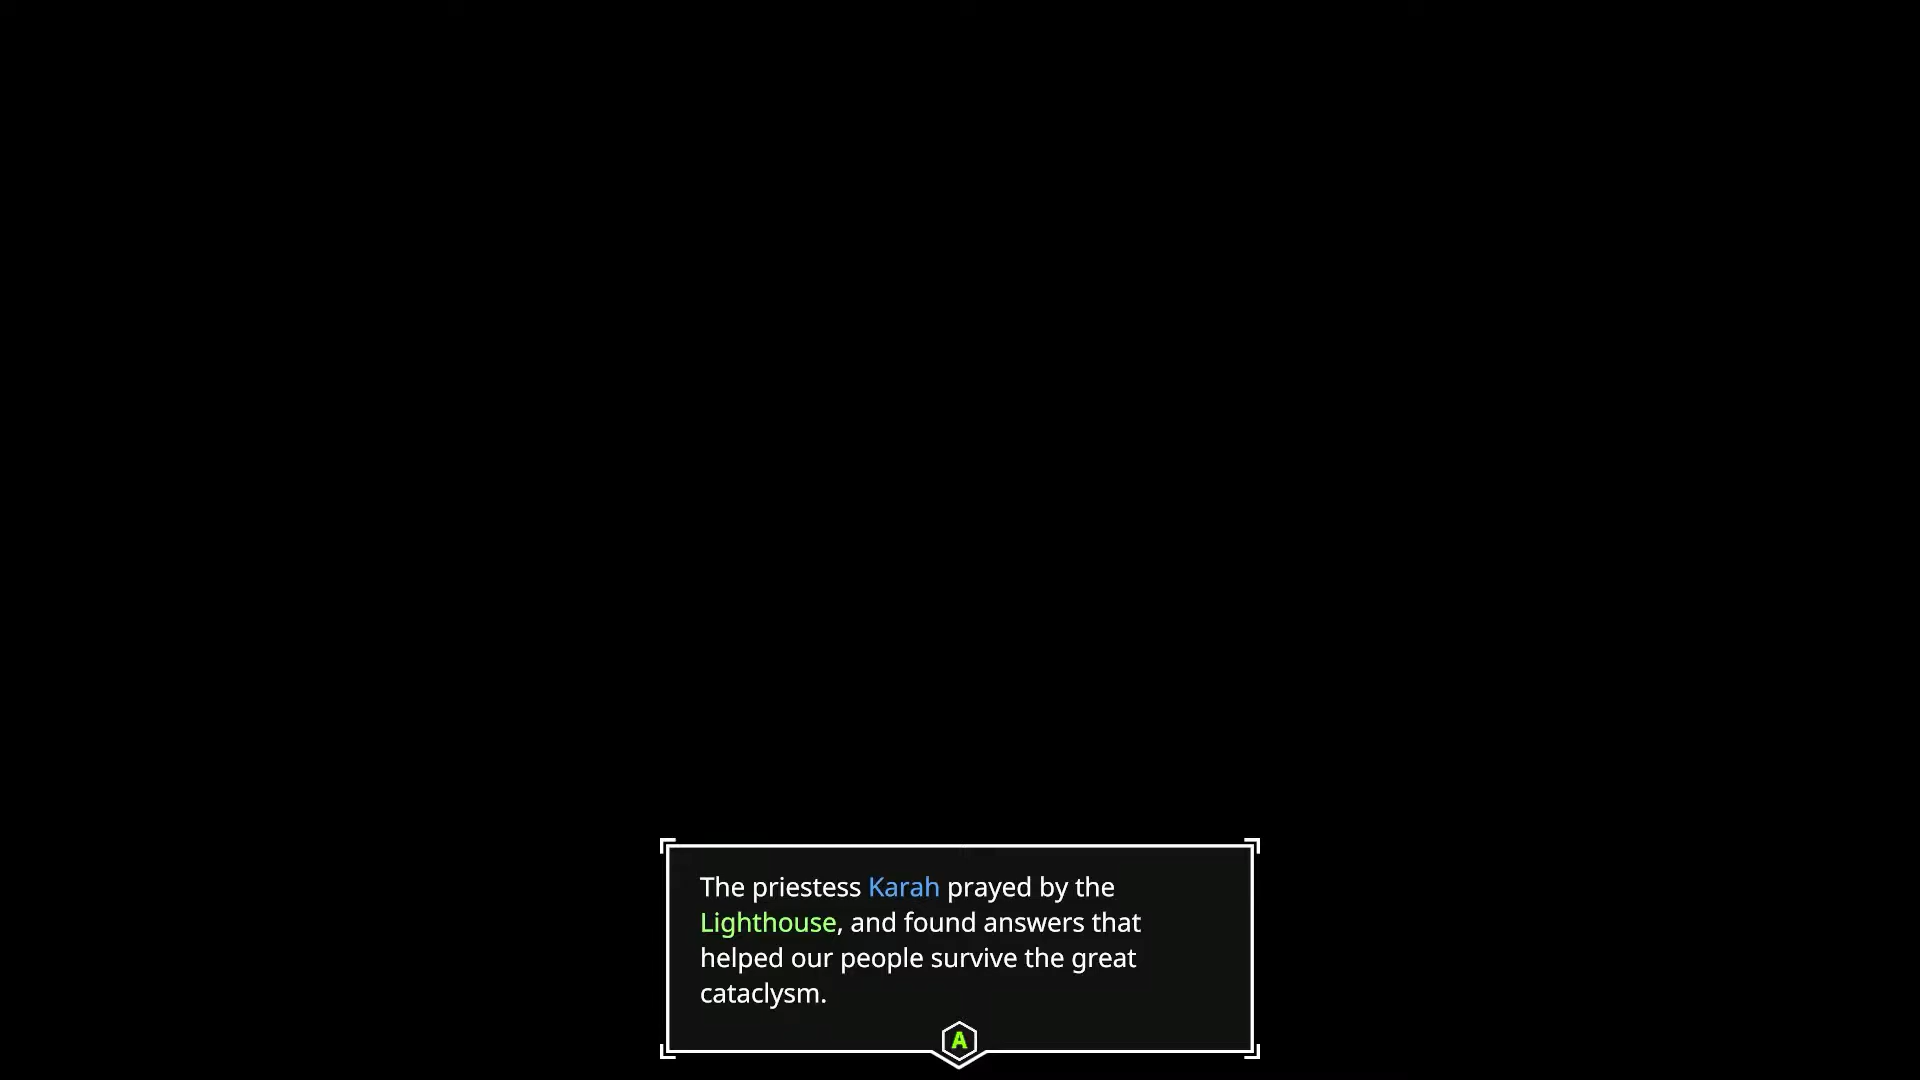 The priestess Karah prayed by the
Lighthouse, and found answers that
helped our people survive the great
cataclysm.
A